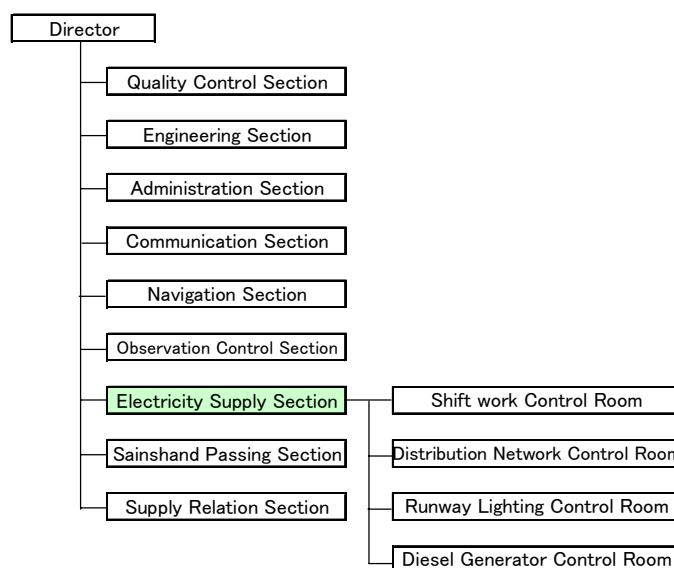 Director
Quality Control Section
Engineering Section
Administration Section
Communication Section
Navigation Section
Observation Control Section
Electricity Supply Section
Shift work Control Room
Sainshand Passing Section
Distribution Network Control Room
Supply Relation Section
Runway Lighting Control Room
Diesel Generator Control Room